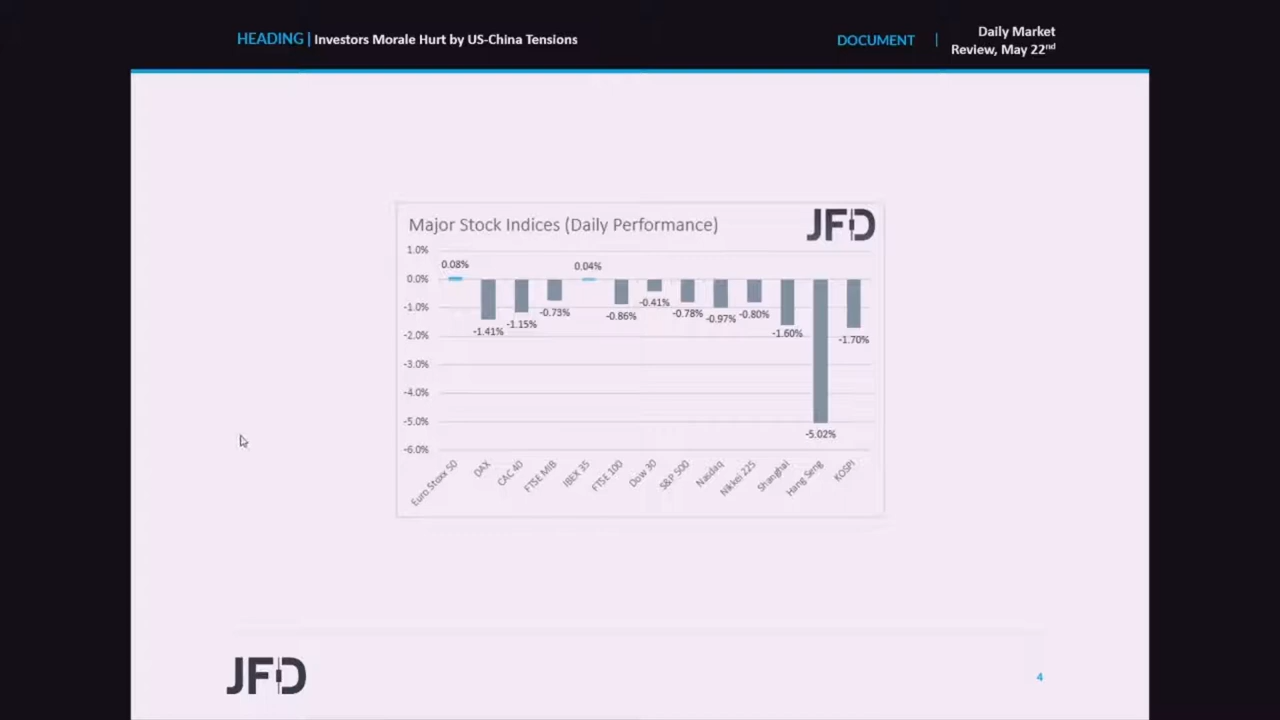 HEADING | Investors Morale Hurt by US-China Tensions
DOCUMENT | Daily Market
Review, May 22nd
Major Stock Indices (Daily Performance)
JFD
1.0%
0.0%
-1.0%
-2.0%
-3.0%
-4.0%
-5.0%
-6.0%
0.08%
-1.41%
-1.15%
-0.73%
0.04%
-0.86%
-0.41%
-0.78%
-0.97%
-0.80%
-1.60%
-5.02%
-1.70%
Euro Stoxx 50
DAX
CAC 40
FTSE MIB
IBEX 35
FTSE 100
Dow 30
S&P 500
Nasdaq
Nikkei 225
Shanghai
Hang Seng
KOSPI
JFD
4